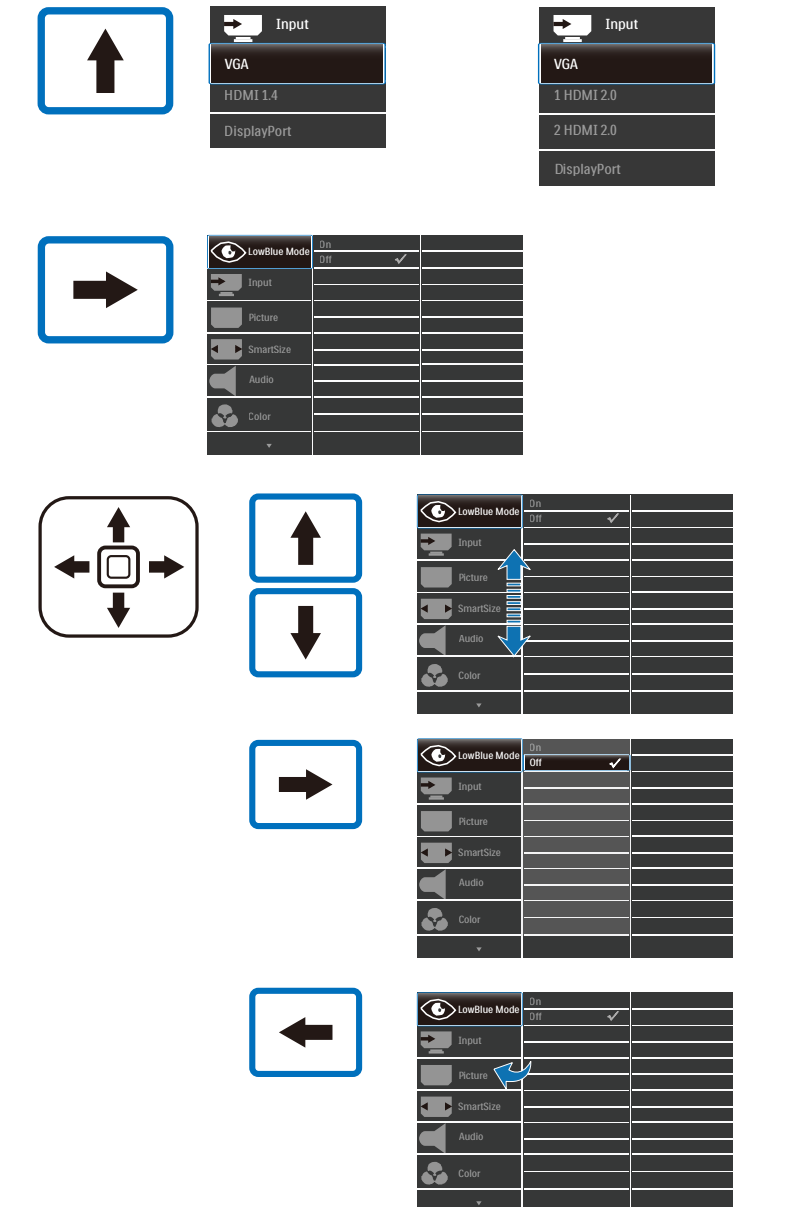 Input
VGA
HDMI 1.4
DisplayPort
Input
VGA
1 HDMI 2.0
2 HDMI 2.0
DisplayPort
LowBlue Mode
On
Off
Input
Picture
SmartSize
Audio
Color
LowBlue Mode
On
Off
Input
Picture
SmartSize
Audio
Color
LowBlue Mode
On
Off
Input
Picture
SmartSize
Audio
Color
LowBlue Mode
On
Off
Input
Picture
SmartSize
Audio
Color